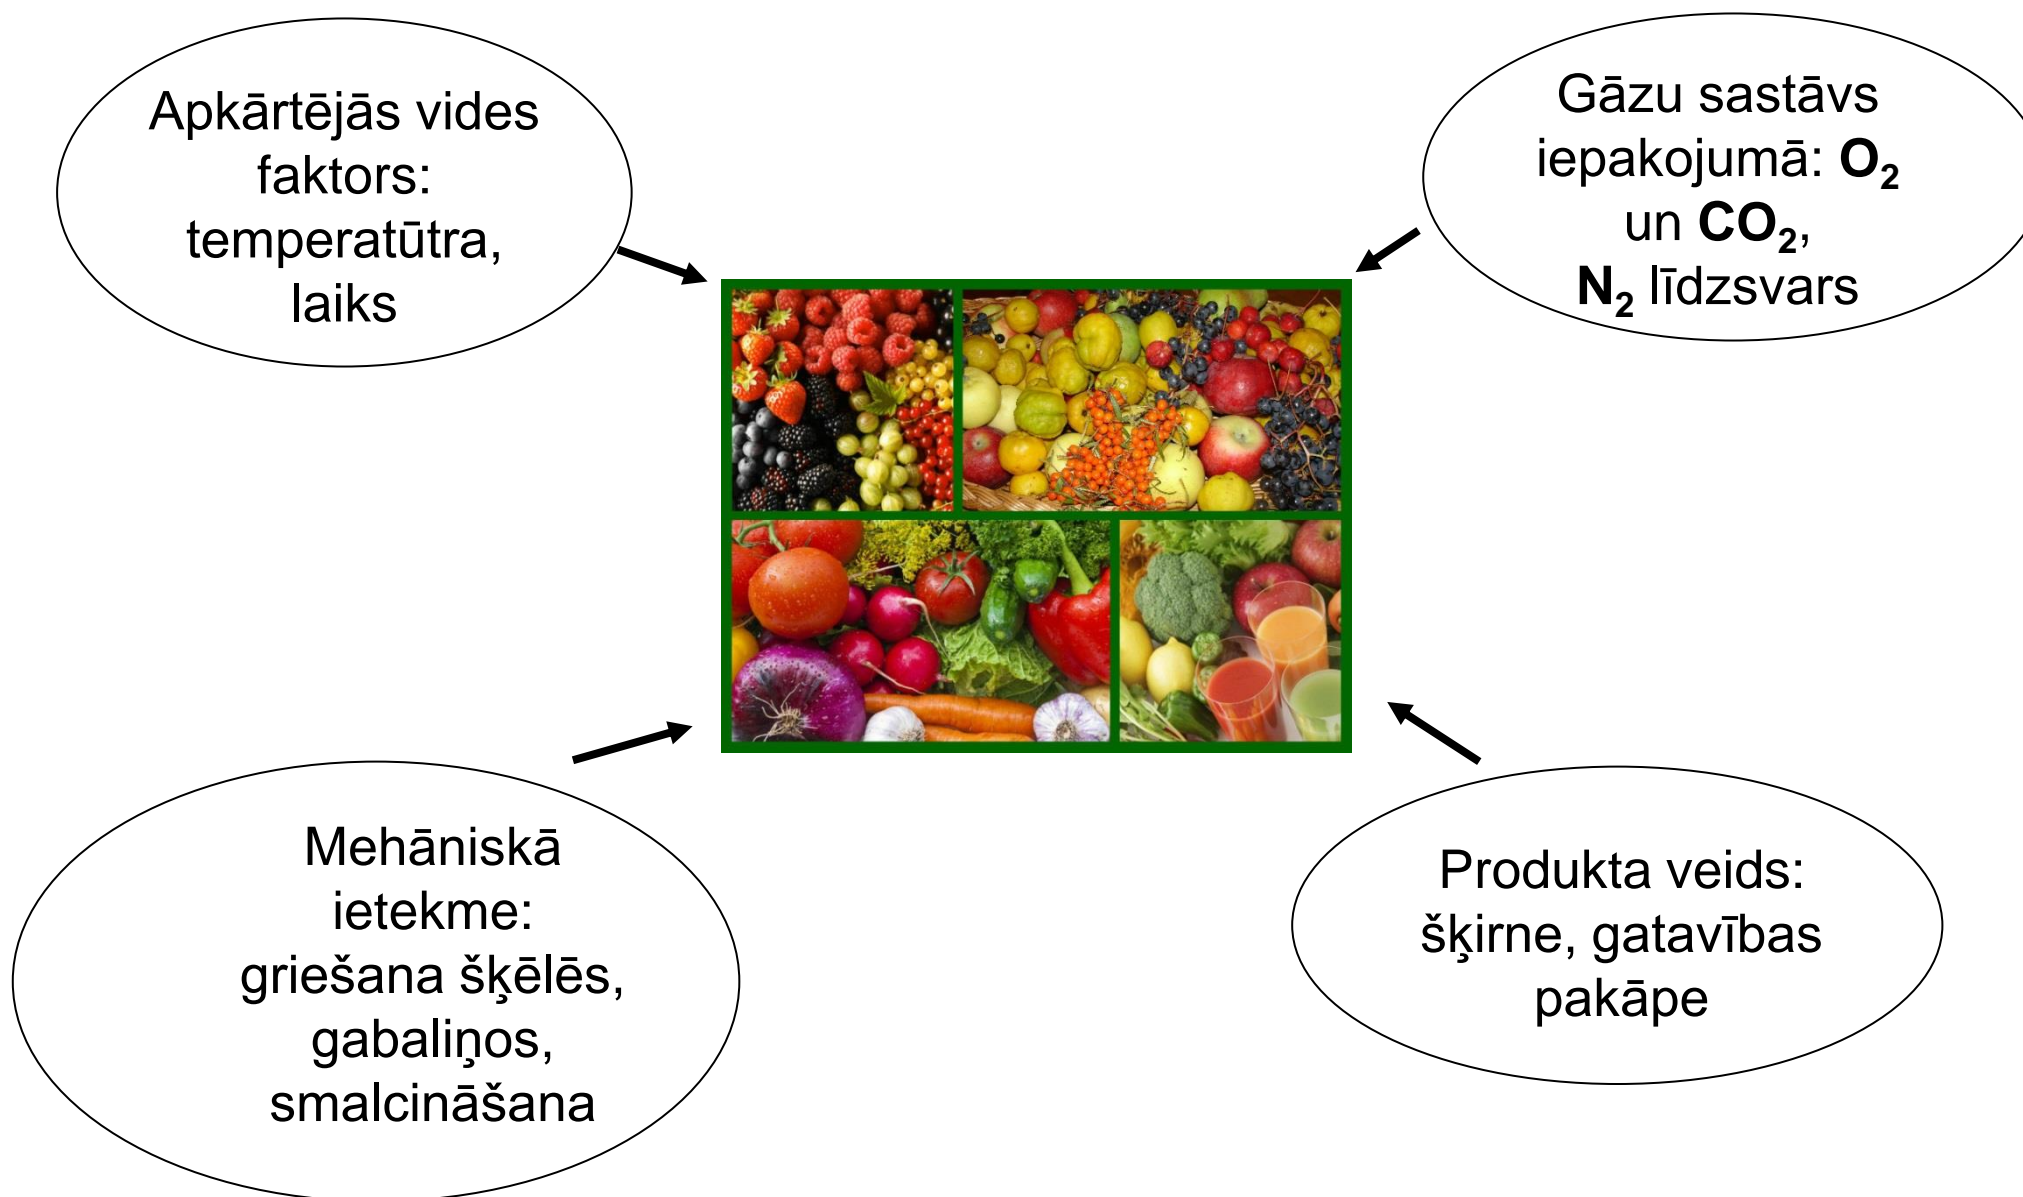 Apkārtējās vides
faktors:
temperatūtra,
laiks
Gāzu sastāvs
iepakojumā: O₂
un CO₂,
N₂ līdzsvars
Mehāniskā
ietekme:
griešana šķēlēs,
gabaliņos,
smalcināšana
Produkta veids:
šķirne, gatavības
pakāpe